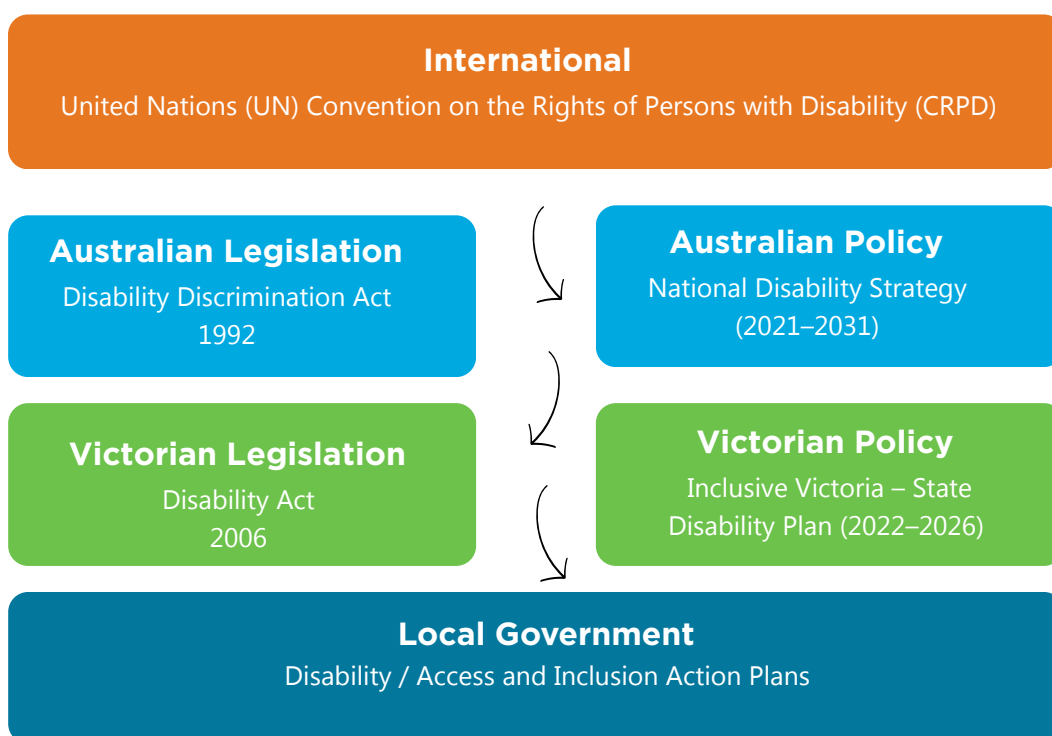 International
United Nations (UN) Convention on the Rights of Persons with Disability (CRPD)
Australian Legislation
Disability Discrimination Act
1992
Australian Policy
National Disability Strategy
(2021–2031)
Victorian Legislation
Disability Act
2006
Victorian Policy
Inclusive Victoria – State
Disability Plan (2022–2026)
Local Government
Disability / Access and Inclusion Action Plans